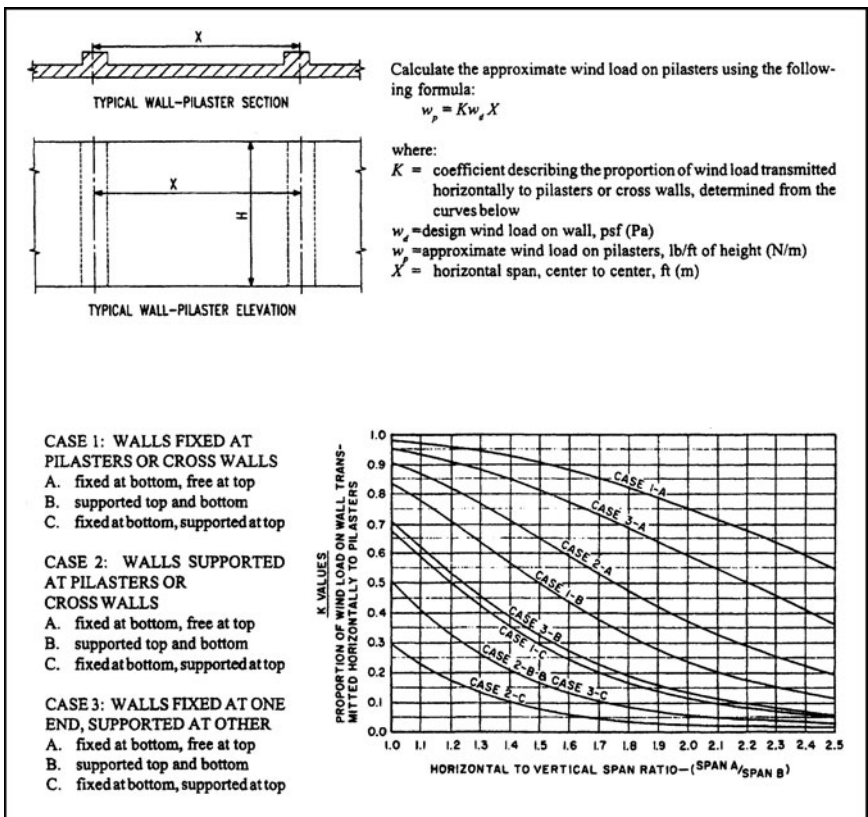 X
TYPICAL WALL-PILASTER SECTION
X
H
TYPICAL WALL-PILASTER ELEVATION
Calculate the approximate wind load on pilasters using the follow-
ing formula:
w_p = Kw_d X
where:
K = coefficient describing the proportion of wind load transmitted
horizontally to pilasters or cross walls, determined from the
curves below
w_d =design wind load on wall, psf (Pa)
w_p =approximate wind load on pilasters, lb/ft of height (N/m)
X = horizontal span, center to center, ft (m)
CASE 1: WALLS FIXED AT
PILASTERS OR CROSS WALLS
A. fixed at bottom, free at top
B. supported top and bottom
C. fixed at bottom, supported at top
CASE 2: WALLS SUPPORTED
AT PILASTERS OR
CROSS WALLS
A. fixed at bottom, free at top
B. supported top and bottom
C. fixed at bottom, supported at top
CASE 3: WALLS FIXED AT ONE
END, SUPPORTED AT OTHER
A. fixed at bottom, free at top
B. supported top and bottom
C. fixed at bottom, supported at top
K VALUES
PROPORTION OF WIND LOAD ON WALL TRANS-
MITTED HORIZONTALLY TO PILASTERS
1.0
0.9
0.8
0.7
0.6
0.5
0.4
0.3
0.2
0.1
0.0
CASE 1-A
CASE 3-A
CASE 2-A
CASE 1-B
CASE 3-B
CASE 1-C
CASE 2-B & CASE 3-C
CASE 2-C
1.0 1.1 1.2 1.3 1.4 1.5 1.6 1.7 1.8 1.9 2.0 2.1 2.2 2.3 2.4 2.5
HORIZONTAL TO VERTICAL SPAN RATIO—(SPAN A/SPAN B)